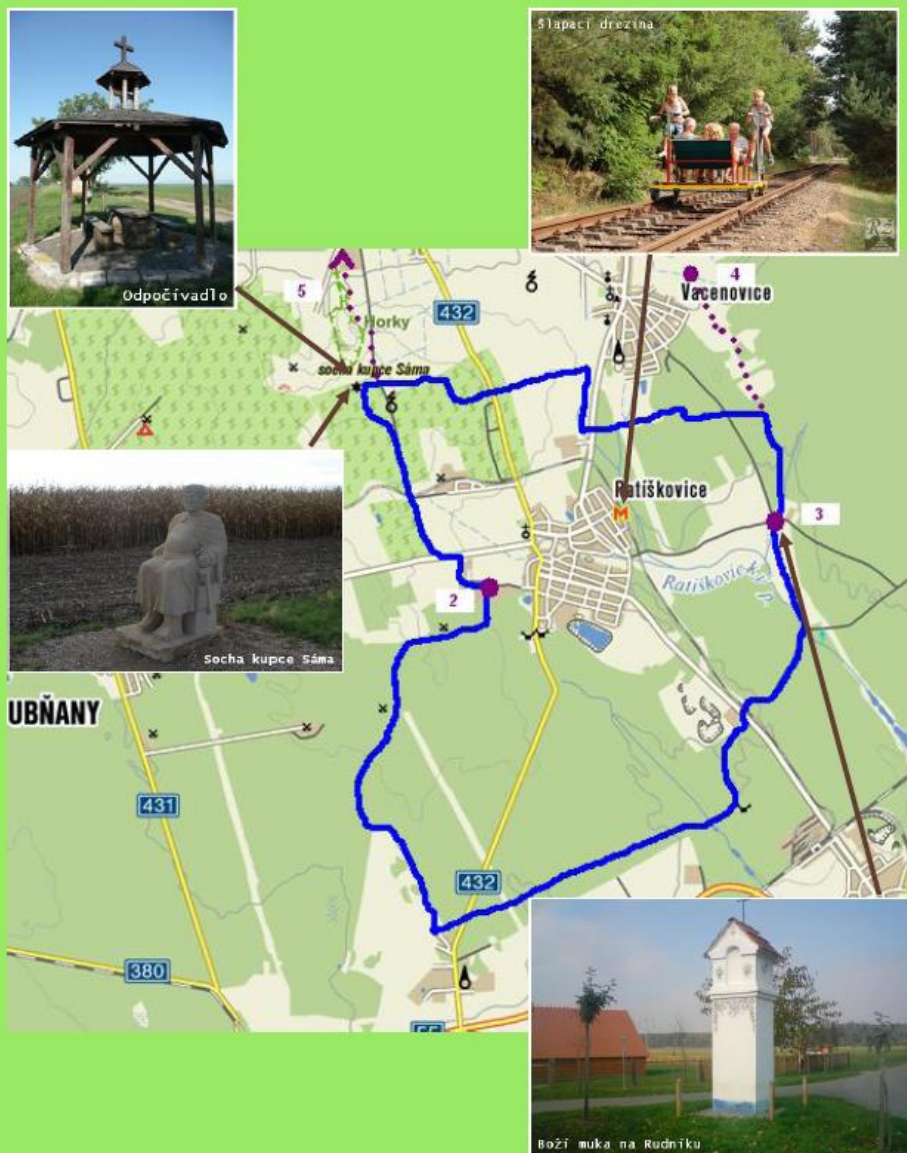 Šlapací drezína
Odpočívadlo
5
432
4
Vacenovice
Horky
socha kupce Sáma
Ratíškovice
M
3
2
Ratíškovický p.
Socha kupce Sáma
UBŇANY
431
432
380
55
Boží muka na Rudníku